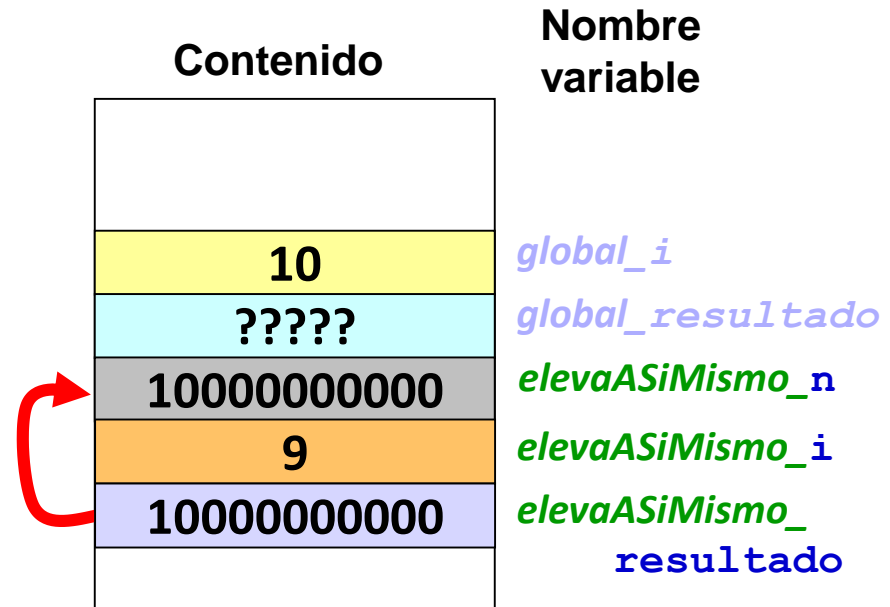 Contenido
Nombre
variable
10
global_i
?????
global_resultado
10000000000
elevaASiMismo_n
9
elevaASiMismo_i
10000000000
elevaASiMismo_
resultado